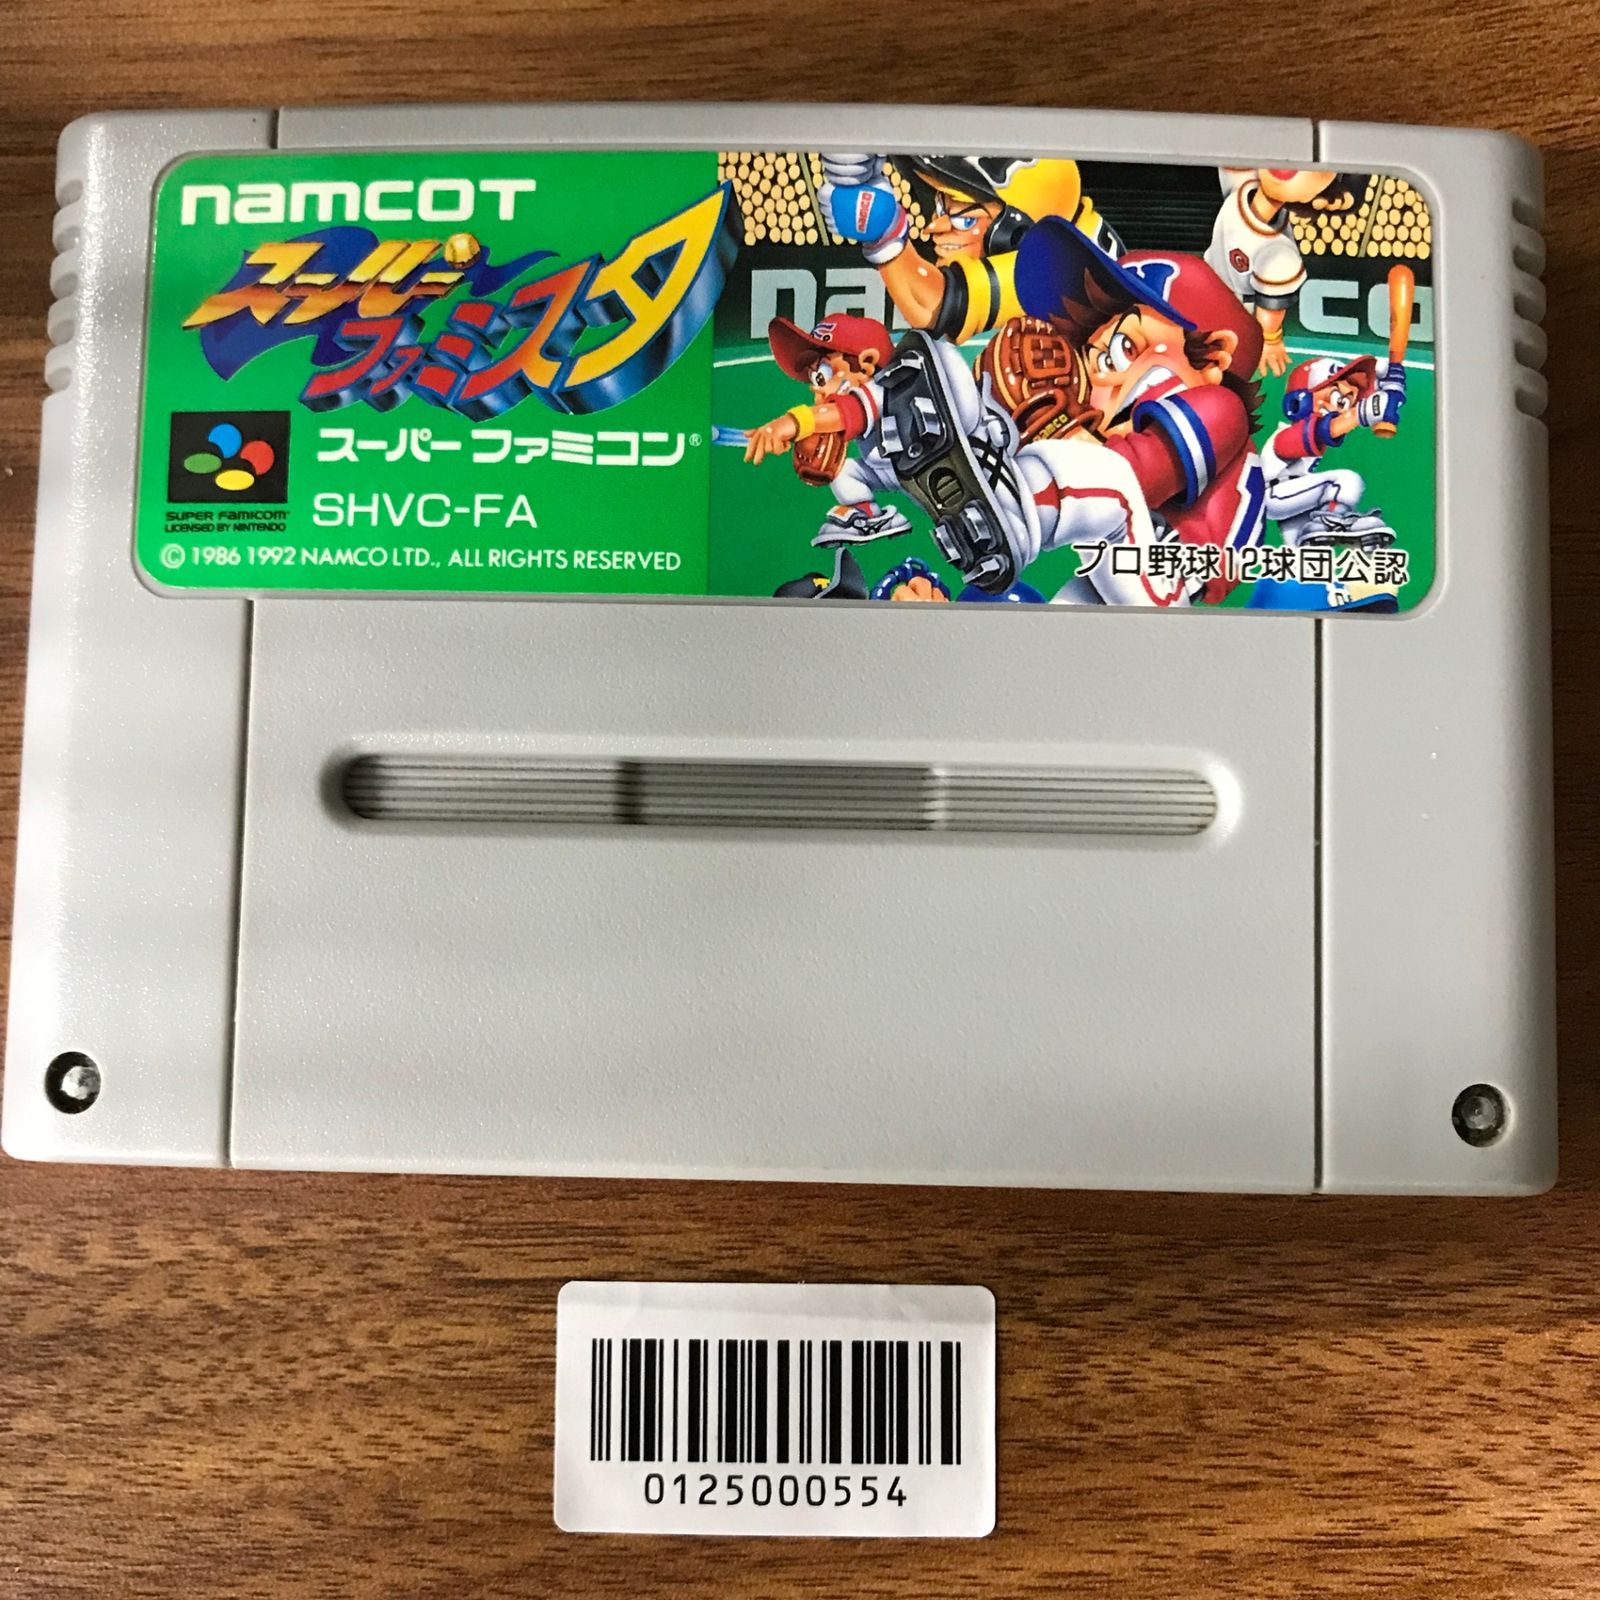 namcoT
スーパー
ファミスタ
スーパーファミコン®
SUPER FAMICOM
LICENSED BY NINTENDO
SHVC-FA
© 1986 1992 NAMCO LTD., ALL RIGHTS RESERVED
namco
namco
プロ野球12球団公認
0125000554